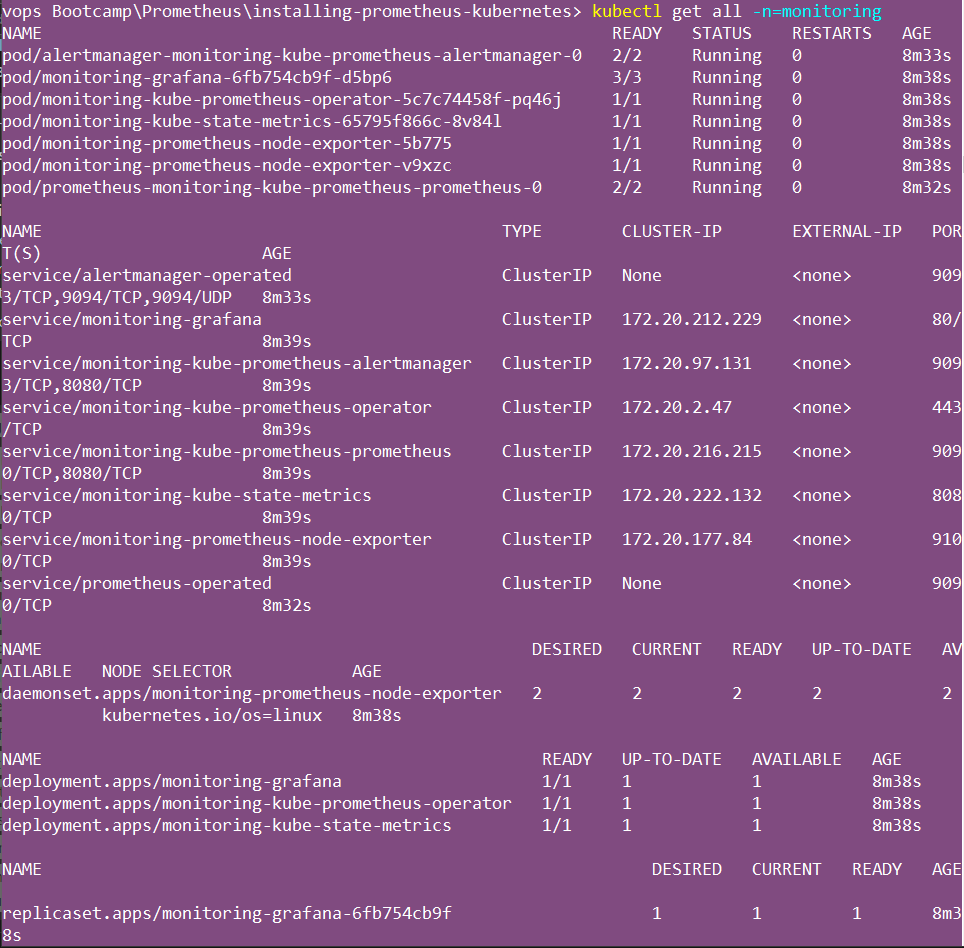 vops Bootcamp\Prometheus\installing-prometheus-kubernetes> kubectl get all -n=monitoring
NAME READY STATUS RESTARTS AGE
pod/alertmanager-monitoring-kube-prometheus-alertmanager-0 2/2 Running 0 8m33s
pod/monitoring-grafana-6fb754cb9f-d5bp6 3/3 Running 0 8m38s
pod/monitoring-kube-prometheus-operator-5c7c74458f-pq46j 1/1 Running 0 8m38s
pod/monitoring-kube-state-metrics-65795f866c-8v84l 1/1 Running 0 8m38s
pod/monitoring-prometheus-node-exporter-5b775 1/1 Running 0 8m38s
pod/monitoring-prometheus-node-exporter-v9xzc 1/1 Running 0 8m38s
pod/prometheus-monitoring-kube-prometheus-prometheus-0 2/2 Running 0 8m32s
NAME TYPE CLUSTER-IP EXTERNAL-IP POR
T(S) AGE
service/alertmanager-operated ClusterIP None <none> 909
3/TCP,9094/TCP,9094/UDP 8m33s
service/monitoring-grafana ClusterIP 172.20.212.229 <none> 80/
TCP 8m39s
service/monitoring-kube-prometheus-alertmanager ClusterIP 172.20.97.131 <none> 909
3/TCP,8080/TCP 8m39s
service/monitoring-kube-prometheus-operator ClusterIP 172.20.2.47 <none> 443
/TCP 8m39s
service/monitoring-kube-prometheus-prometheus ClusterIP 172.20.216.215 <none> 909
0/TCP,8080/TCP 8m39s
service/monitoring-kube-state-metrics ClusterIP 172.20.222.132 <none> 808
0/TCP 8m39s
service/monitoring-prometheus-node-exporter ClusterIP 172.20.177.84 <none> 910
0/TCP 8m39s
service/prometheus-operated ClusterIP None <none> 909
0/TCP 8m32s
NAME DESIRED CURRENT READY UP-TO-DATE AV
AILABLE NODE SELECTOR AGE
daemonset.apps/monitoring-prometheus-node-exporter 2 2 2 2 2
kubernetes.io/os=linux 8m38s
NAME READY UP-TO-DATE AVAILABLE AGE
deployment.apps/monitoring-grafana 1/1 1 1 8m38s
deployment.apps/monitoring-kube-prometheus-operator 1/1 1 1 8m38s
deployment.apps/monitoring-kube-state-metrics 1/1 1 1 8m38s
NAME DESIRED CURRENT READY AGE
replicaset.apps/monitoring-grafana-6fb754cb9f 1 1 1 8m3
8s